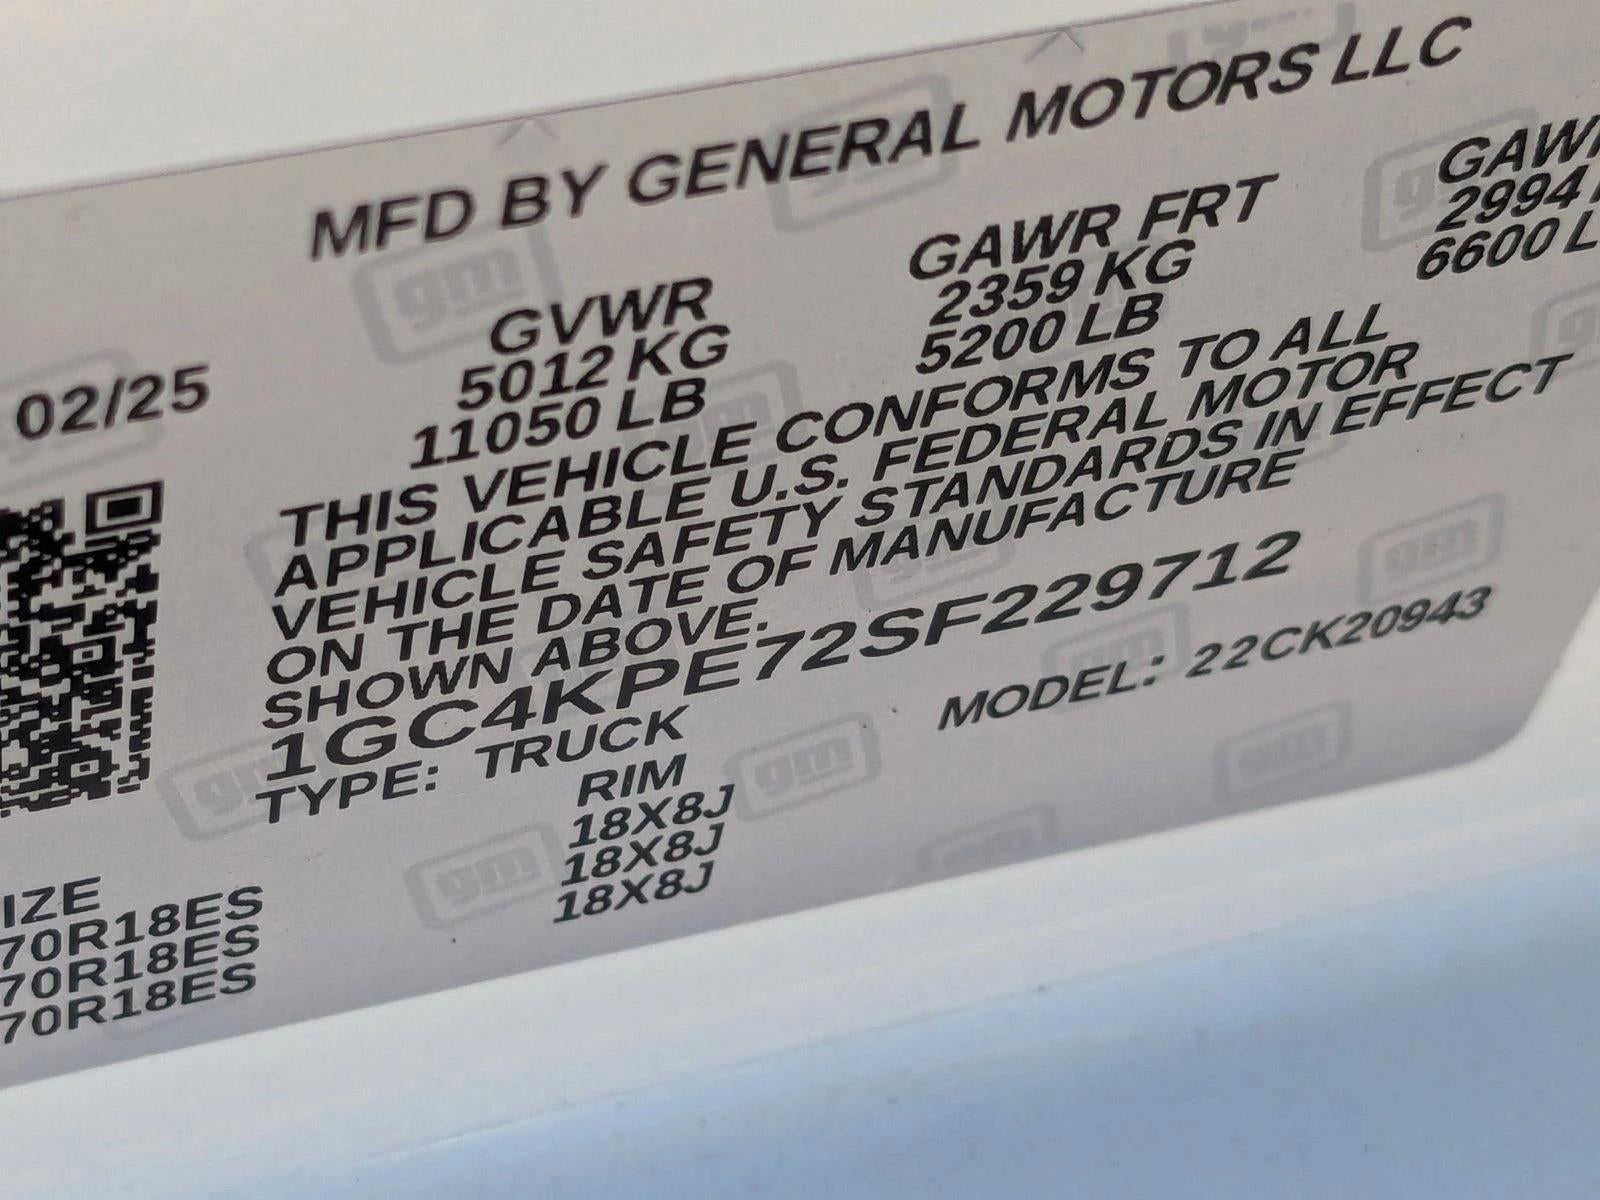 MFD BY GENERAL MOTORS LLC
02/25
GVWR
5012 KG
11050 LB
GAWR FRT
2359 KG
5200 LB
GAWR
2994
6600 L
THIS VEHICLE CONFORMS TO ALL
APPLICABLE U.S. FEDERAL MOTOR
VEHICLE SAFETY STANDARDS IN EFFECT
ON THE DATE OF MANUFACTURE
SHOWN ABOVE.
1GC4KPE72SF229712
TYPE: TRUCK
MODEL: 22CK20943
IZE
70R18ES
70R18ES
70R18ES
RIM
18X8J
18X8J
18X8J